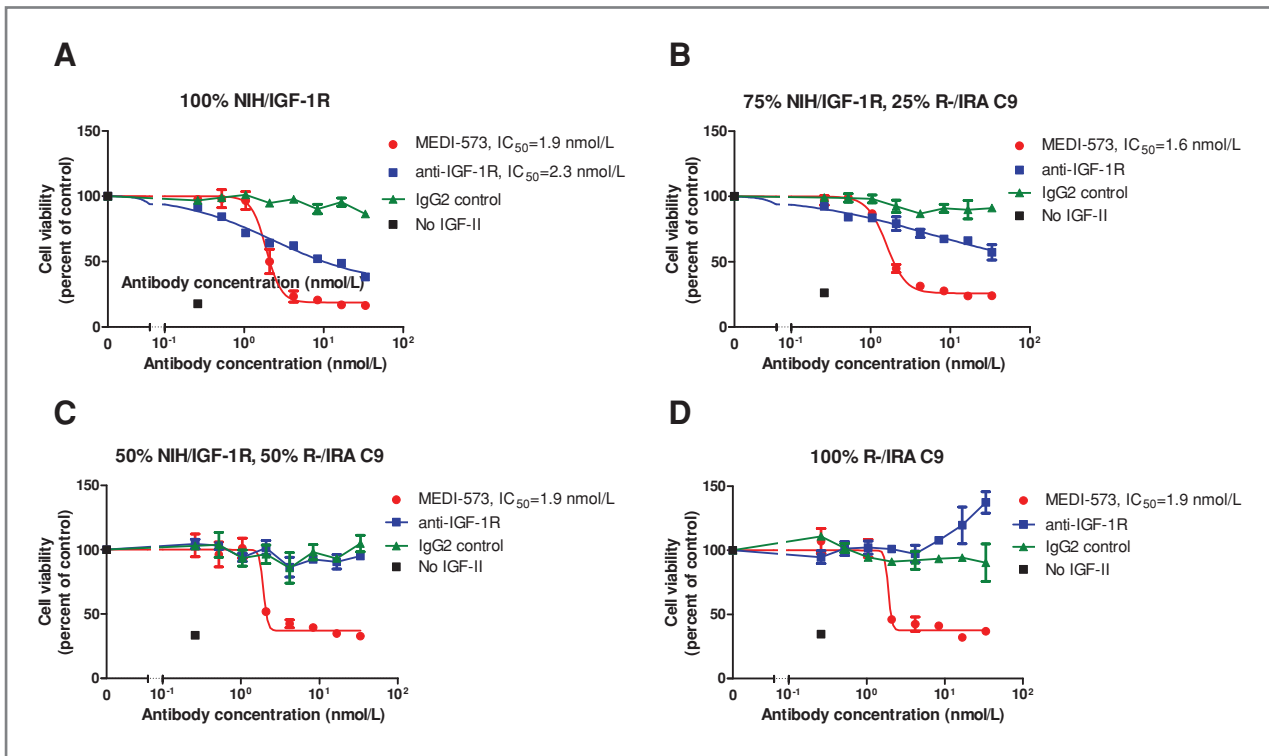 A
100% NIH/IGF-1R
150
100
50
0
Cell viability
(percent of control)
MEDI-573, IC50=1.9 nmol/L
anti-IGF-1R, IC50=2.3 nmol/L
IgG2 control
No IGF-II
Antibody concentration (nmol/L)
0 10-1 100 101 102
Antibody concentration (nmol/L)
B
75% NIH/IGF-1R, 25% R-/IRA C9
150
100
50
0
Cell viability
(percent of control)
MEDI-573, IC50=1.6 nmol/L
anti-IGF-1R
IgG2 control
No IGF-II
0 10-1 100 101 102
Antibody concentration (nmol/L)
C
50% NIH/IGF-1R, 50% R-/IRA C9
150
100
50
0
Cell viability
(percent of control)
MEDI-573, IC50=1.9 nmol/L
anti-IGF-1R
IgG2 control
No IGF-II
0 10-1 100 101 102
Antibody concentration (nmol/L)
D
100% R-/IRA C9
150
100
50
0
Cell viability
(percent of control)
MEDI-573, IC50=1.9 nmol/L
anti-IGF-1R
IgG2 control
No IGF-II
0 10-1 100 101 102
Antibody concentration (nmol/L)